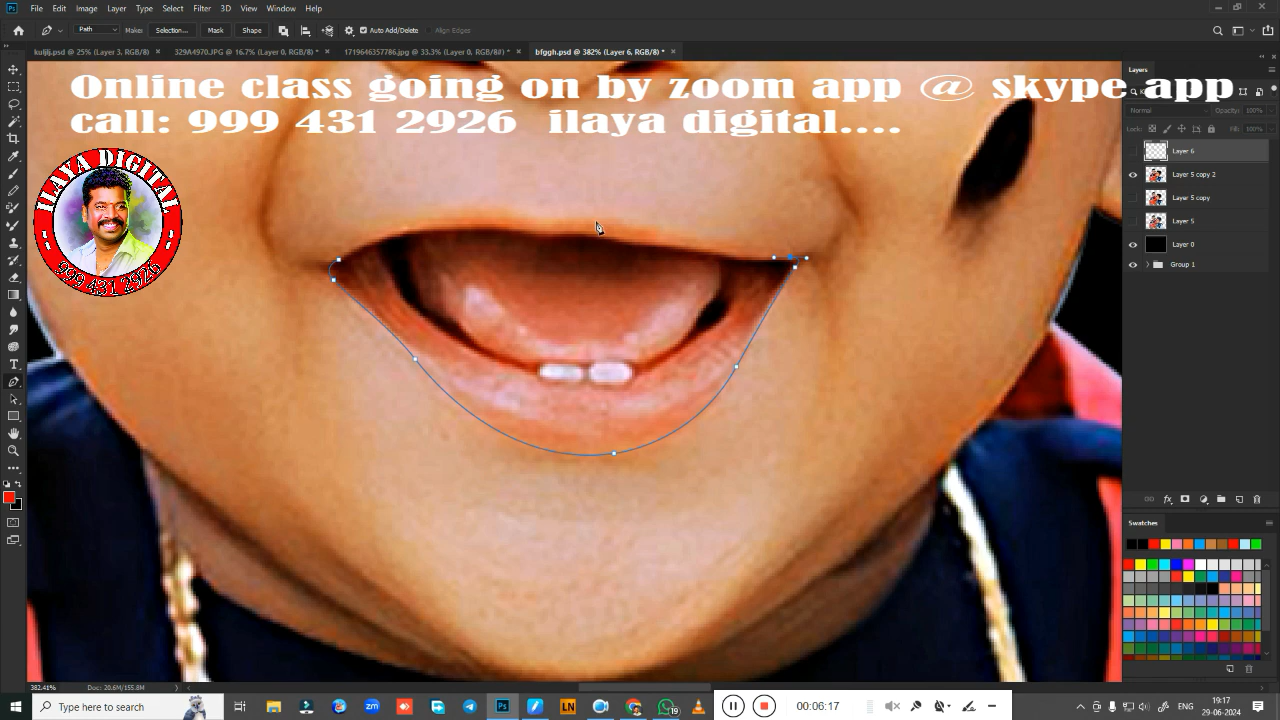 File Edit Image Layer Type Select Filter 3D View Window Help
Path Makes: Selection... Mask Shape Auto Add/Delete Align Edges
kuljlj.psd @ 25% (Layer 3, RGB/8) 329A4970.JPG @ 16.7% (Layer 0, RGB/8) * 1719646357786.jpg @ 33.3% (Layer 0, RGB/8#) * bfggh.psd @ 382% (Layer 6, RGB/8) *
Online class going on by zoom app @ skype app
call: 999 431 2926 ilaya digital....
ILAYA DIGITAL
999 431 2926
Layers
Normal Opacity: 100%
Lock: Fill: 100%
Layer 6
Layer 5 copy 2
Layer 5 copy
Layer 5
Layer 0
Group 1
Swatches
382.41% Doc: 20.6M/155.8M
Type here to search
00:06:17
19:17
29-06-2024